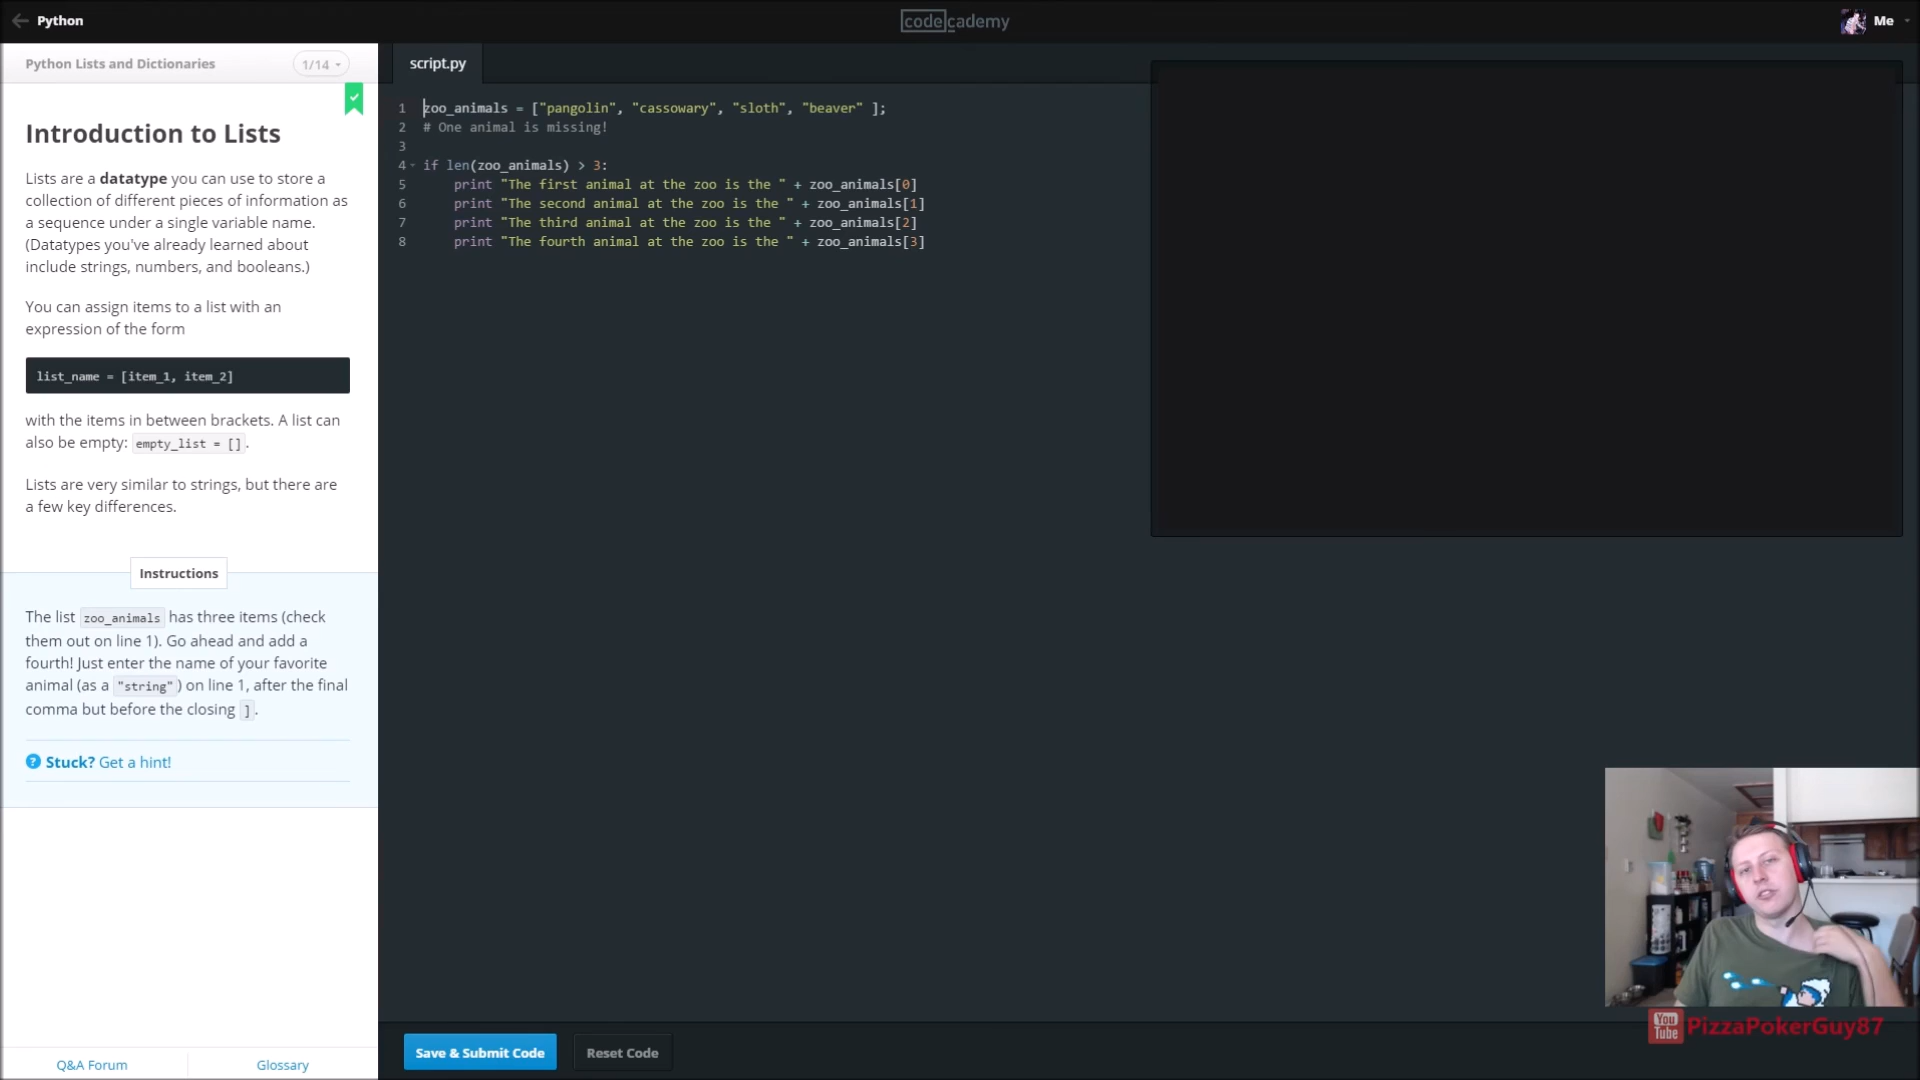 Python
codecademy
Me
Python Lists and Dictionaries
1/14
script.py
Introduction to Lists
Lists are a datatype you can use to store a
collection of different pieces of information as
a sequence under a single variable name.
(Datatypes you've already learned about
include strings, numbers, and booleans.)
You can assign items to a list with an
expression of the form
list_name = [item_1, item_2]
with the items in between brackets. A list can
also be empty: empty_list = [].
Lists are very similar to strings, but there are
a few key differences.
Instructions
The list zoo_animals has three items (check
them out on line 1). Go ahead and add a
fourth! Just enter the name of your favorite
animal (as a "string") on line 1, after the final
comma but before the closing ].
? Stuck? Get a hint!
Q&A Forum
Glossary
1 zoo_animals = ["pangolin", "cassowary", "sloth", "beaver" ];
2 # One animal is missing!
3
4 if len(zoo_animals) > 3:
5 print "The first animal at the zoo is the " + zoo_animals[0]
6 print "The second animal at the zoo is the " + zoo_animals[1]
7 print "The third animal at the zoo is the " + zoo_animals[2]
8 print "The fourth animal at the zoo is the " + zoo_animals[3]
Save & Submit Code
Reset Code
You Tube PizzaPokerGuy87